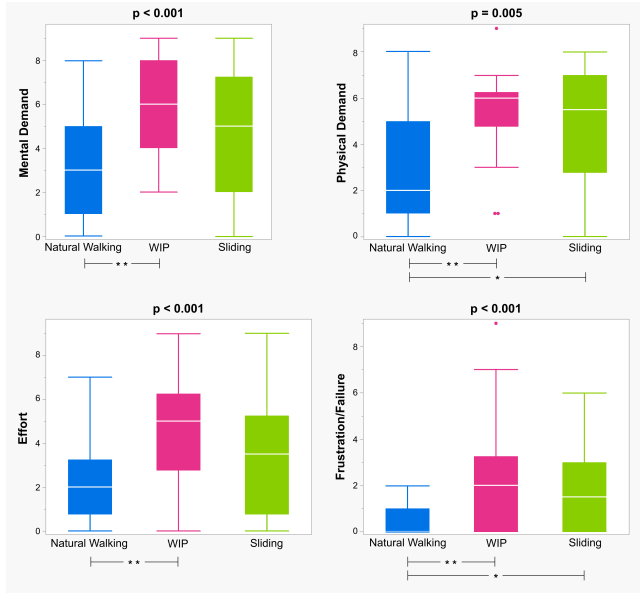 p < 0.001
Mental Demand
8
6
4
2
0
Natural Walking WIP Sliding
* *
p = 0.005
Physical Demand
8
6
4
2
0
Natural Walking WIP Sliding
* *
*
p < 0.001
Effort
8
6
4
2
0
Natural Walking WIP Sliding
* *
p < 0.001
Frustration/Failure
8
6
4
2
0
Natural Walking WIP Sliding
* *
*